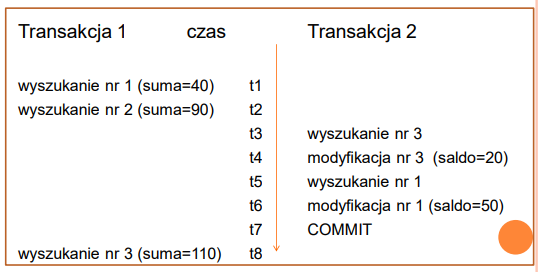 Transakcja 1 czas Transakcja 2
wyszukanie nr 1 (suma=40) t1
wyszukanie nr 2 (suma=90) t2
t3 wyszukanie nr 3
t4 modyfikacja nr 3 (saldo=20)
t5 wyszukanie nr 1
t6 modyfikacja nr 1 (saldo=50)
t7 COMMIT
wyszukanie nr 3 (suma=110) t8